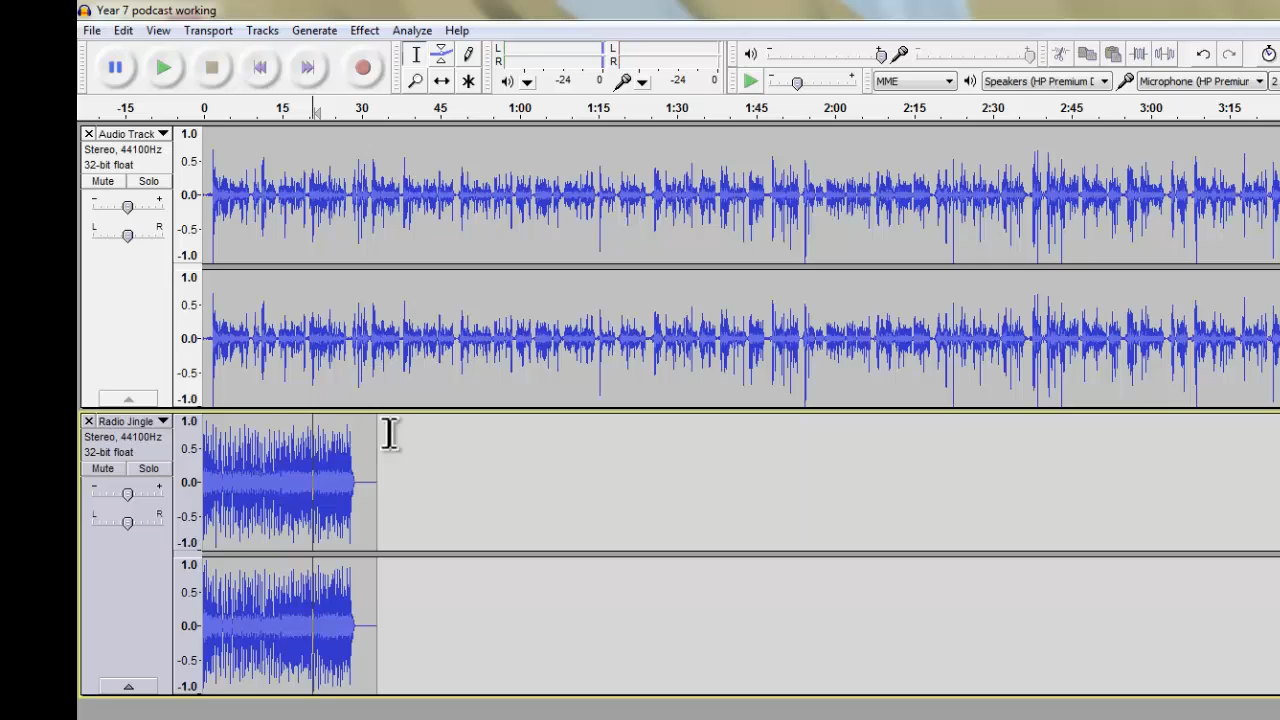 Year 7 podcast working
File Edit View Transport Tracks Generate Effect Analyze Help
L L
R R
-24 0 -24 0
MME Speakers (HP Premium D Microphone (HP Premiur 2
-15 0 15 30 45 1:00 1:15 1:30 1:45 2:00 2:15 2:30 2:45 3:00 3:15
Audio Track
Stereo, 44100Hz
32-bit float
Mute Solo
- +
L R
1.0
0.5
0.0
-0.5
-1.0
1.0
0.5
0.0
-0.5
-1.0
Radio Jingle
Stereo, 44100Hz
32-bit float
Mute Solo
- +
L R
1.0
0.5
0.0
-0.5
-1.0
1.0
0.5
0.0
-0.5
-1.0